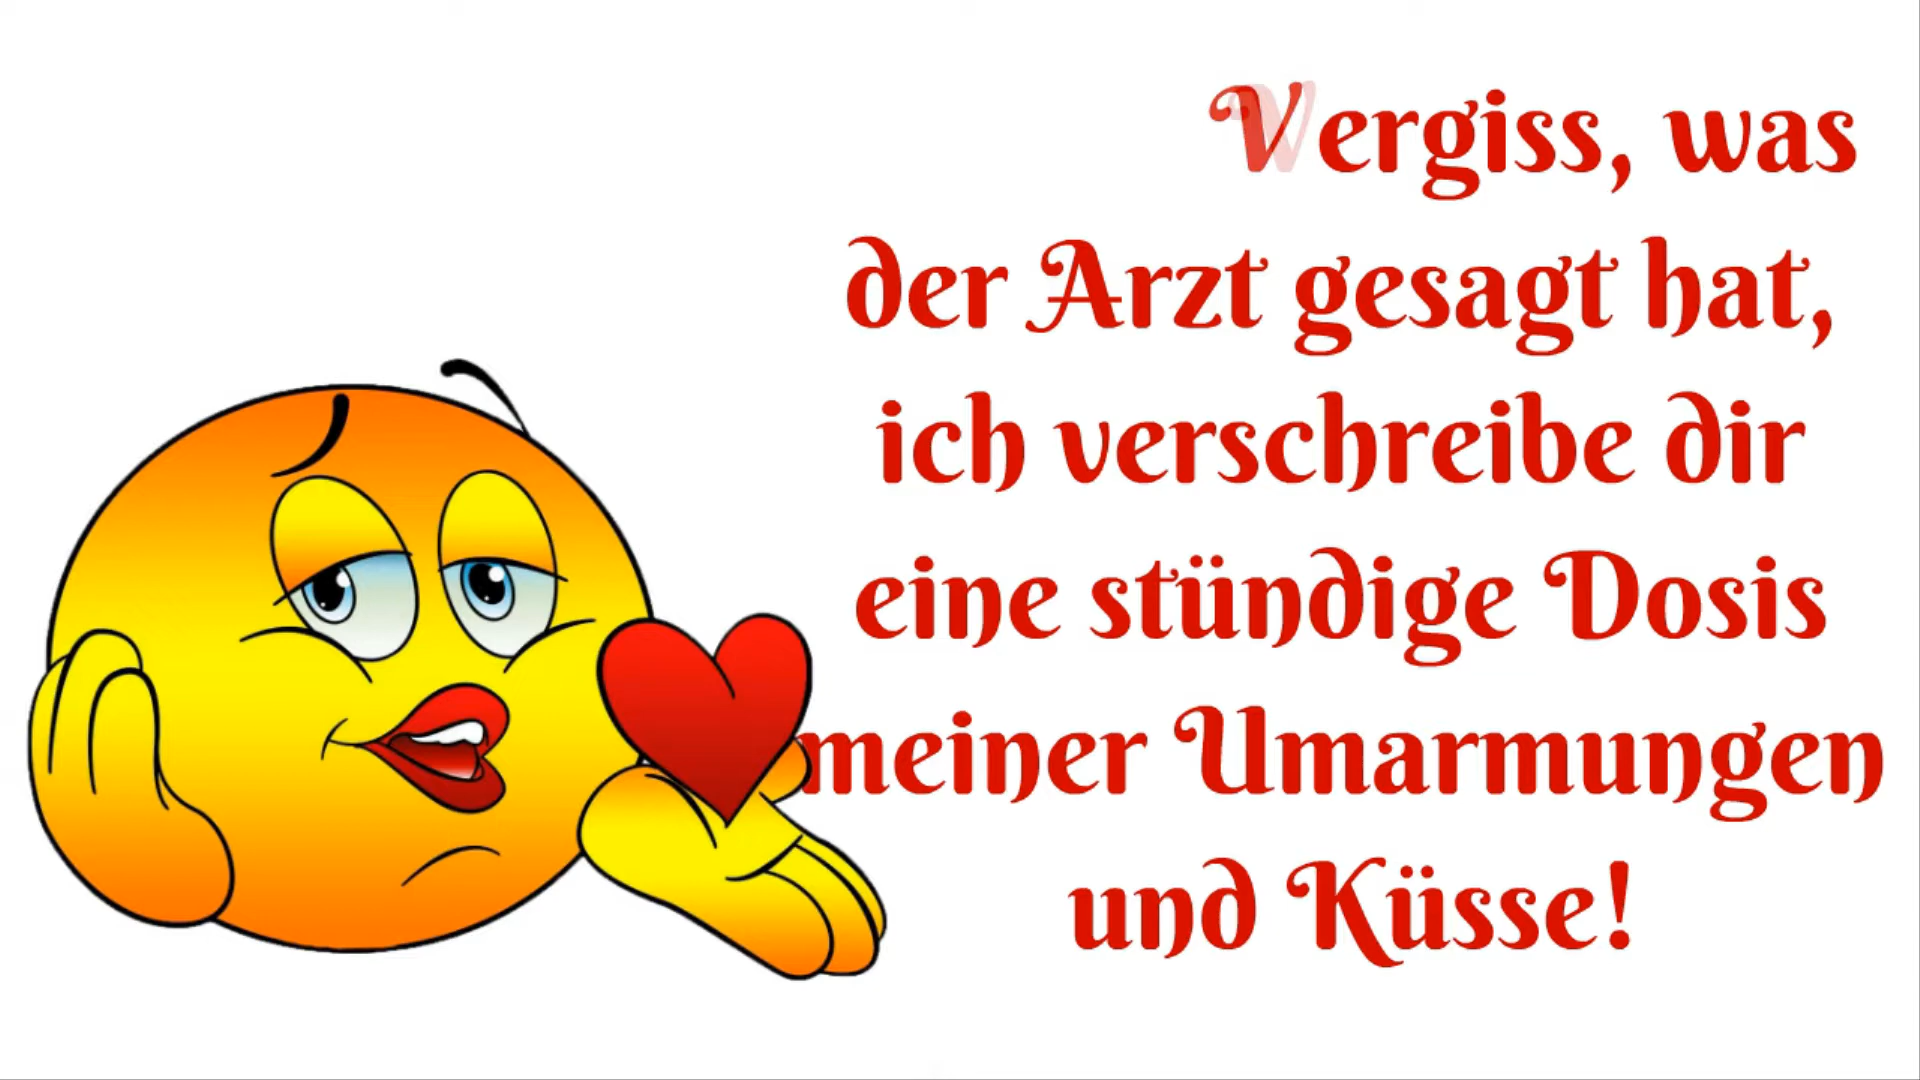 Vergiss, was
der Arzt gesagt hat,
ich verschreibe dir
eine stündige Dosis
meiner Umarmungen
und Küsse!